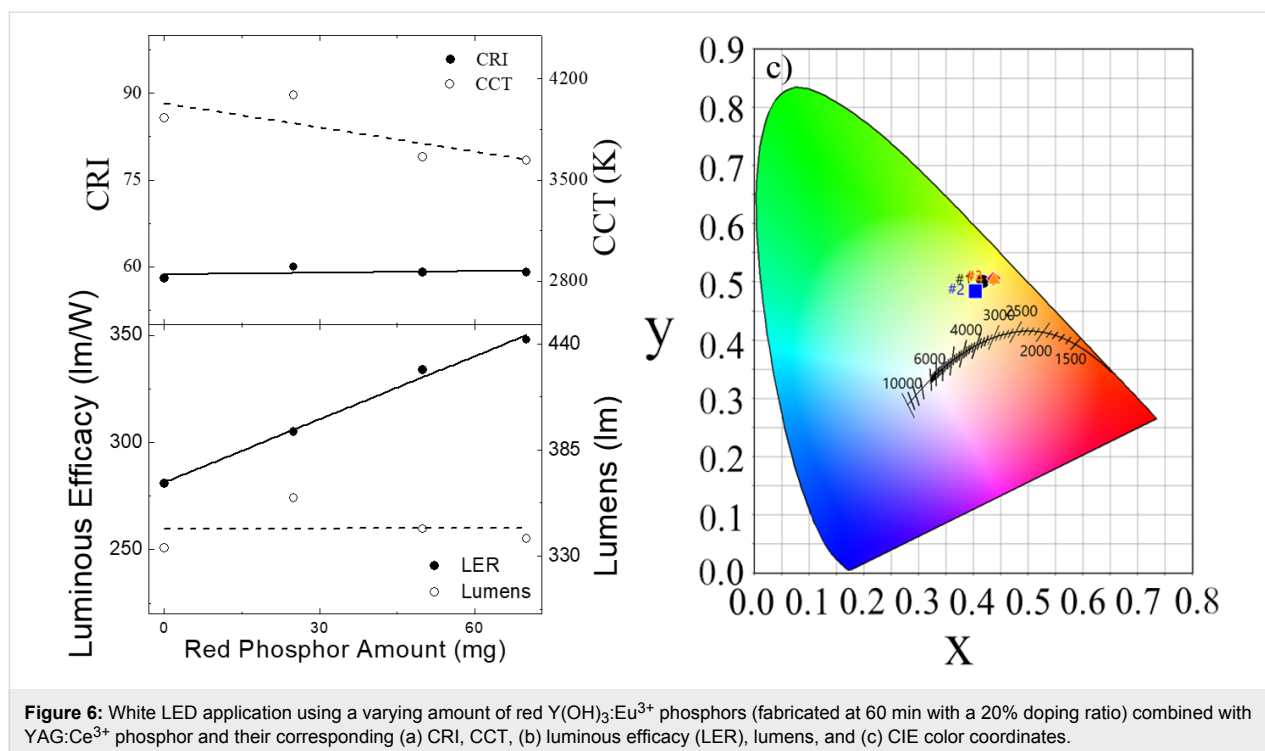 CRI
CCT
90
75
60
CRI
4200
3500
2800
CCT (K)
350
300
250
Luminous Efficacy (lm/W)
440
385
330
Lumens (lm)
LER
Lumens
0
30
60
Red Phosphor Amount (mg)
c)
0.9
0.8
0.7
0.6
0.5
0.4
0.3
0.2
0.1
0.0
y
#1
#3
#2
2500
3000
4000
6000
10000
2000
1500
0.0 0.1 0.2 0.3 0.4 0.5 0.6 0.7 0.8
X
Figure 6: White LED application using a varying amount of red Y(OH)₃:Eu³⁺ phosphors (fabricated at 60 min with a 20% doping ratio) combined with
YAG:Ce³⁺ phosphor and their corresponding (a) CRI, CCT, (b) luminous efficacy (LER), lumens, and (c) CIE color coordinates.